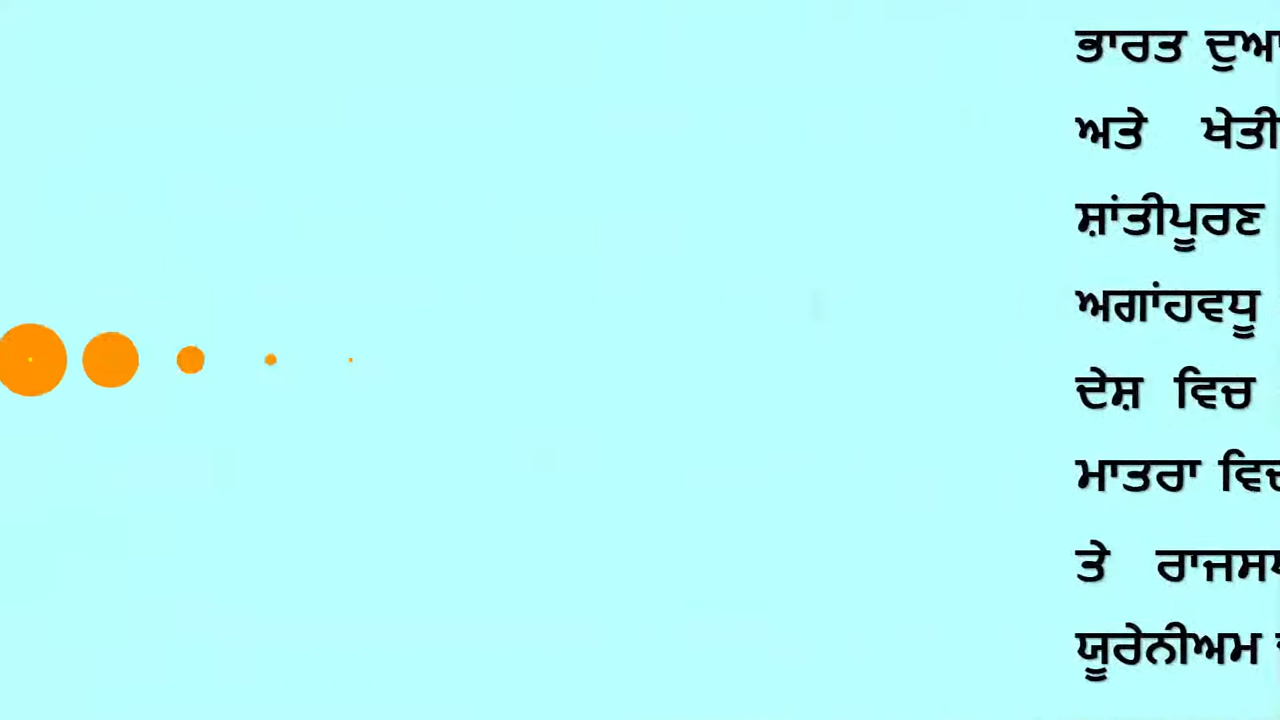 ਭਾਰਤ
ਅਤੇ ਖੇਤੀ
ਸ਼ਾਂਤੀਪੂਰਣ
ਅਗਾਂਹਵਧੂ
ਦੇਸ਼ ਵਿਚ
ਮਾਤਰਾ ਵਿਚ
ਤੇ
ਯੂਰੇਨੀਅਮ